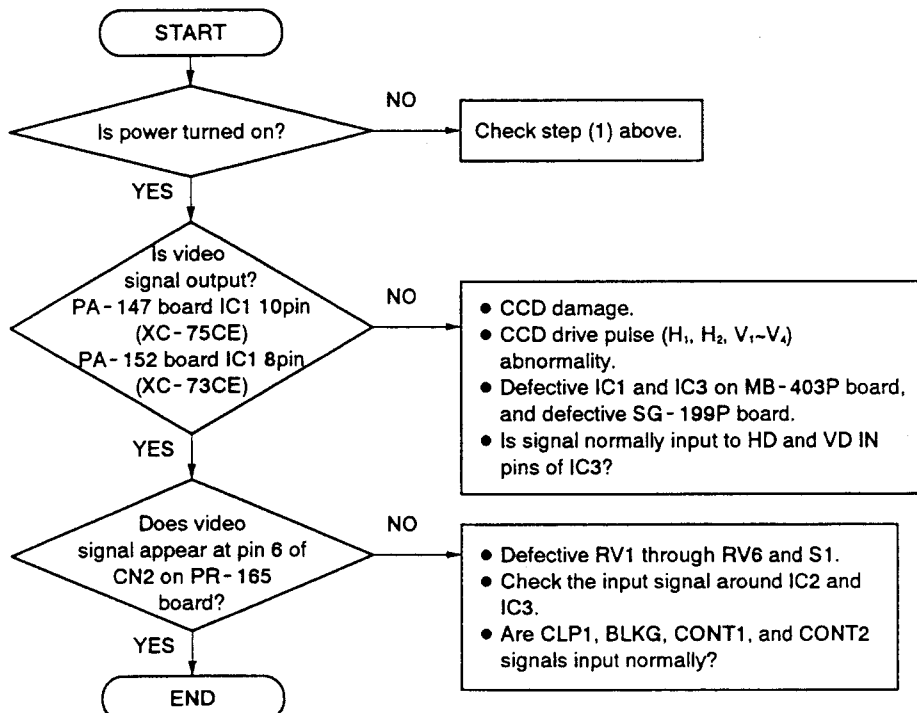 START
Is power turned on?
NO
Check step (1) above.
YES
Is video
signal output?
PA-147 board IC1 10pin
(XC-75CE)
PA-152 board IC1 8pin
(XC-73CE)
NO
● CCD damage.
● CCD drive pulse (H₁, H₂, V₁~V₄)
abnormality.
● Defective IC1 and IC3 on MB-403P board,
and defective SG-199P board.
● Is signal normally input to HD and VD IN
pins of IC3?
YES
Does video
signal appear at pin 6 of
CN2 on PR-165
board?
NO
● Defective RV1 through RV6 and S1.
● Check the input signal around IC2 and
IC3.
● Are CLP1, BLKG, CONT1, and CONT2
signals input normally?
YES
END